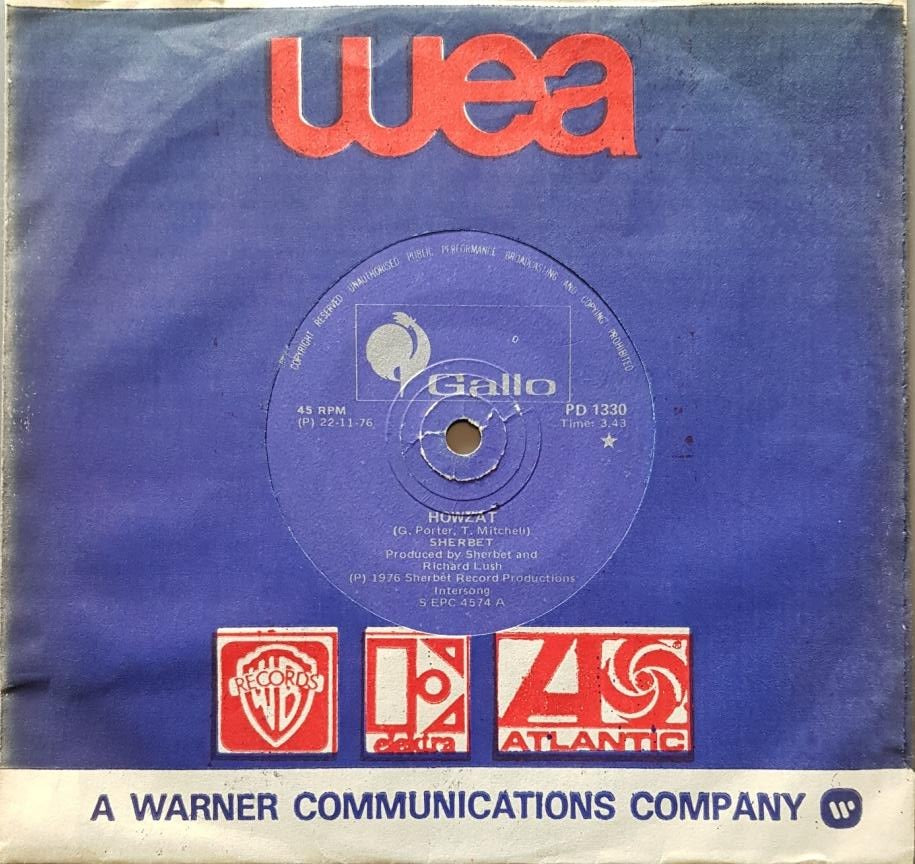 wea
COPYRIGHT RESERVED UNAUTHORISED PUBLIC PERFORMANCE BROADCASTING AND COPYING PROHIBITED
Gallo
45 RPM
(P) 22-11-76
PD 1330
Time: 3.43
HOWZAT
(G. Porter, T. Mitchell)
SHERBET
Produced by Sherbet and
Richard Lush
(P) 1976 Sherbet Record Productions
Intersong
S EPC 4574 A
RECORDS
elektra
ATLANTIC
A WARNER COMMUNICATIONS COMPANY